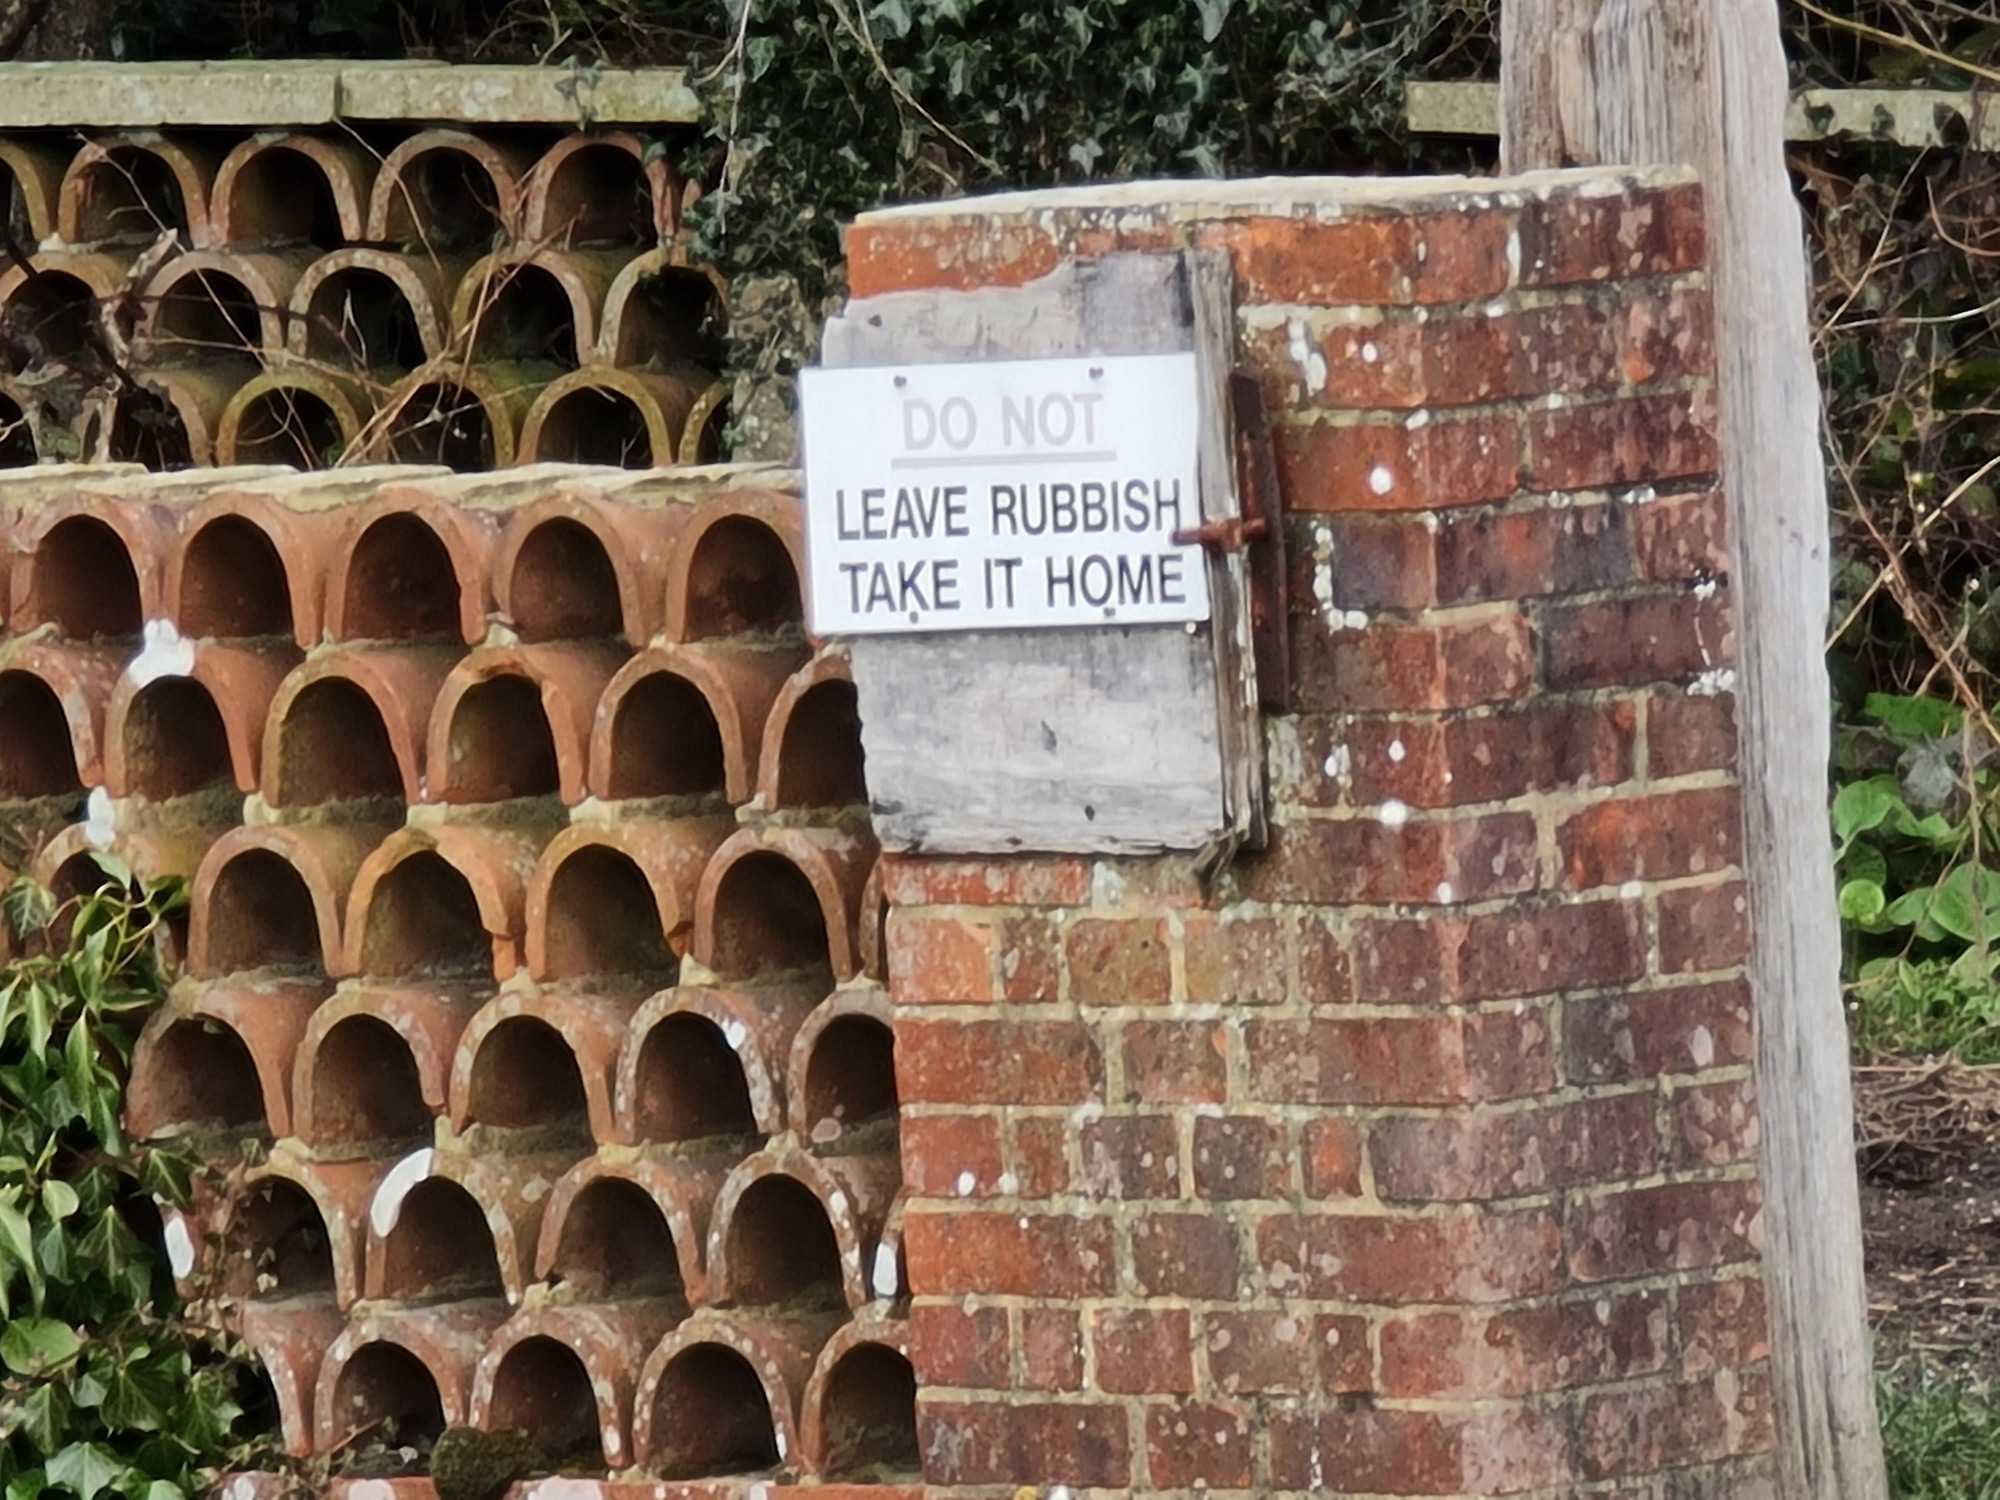 DO NOT
LEAVE RUBBISH
TAKE IT HOME